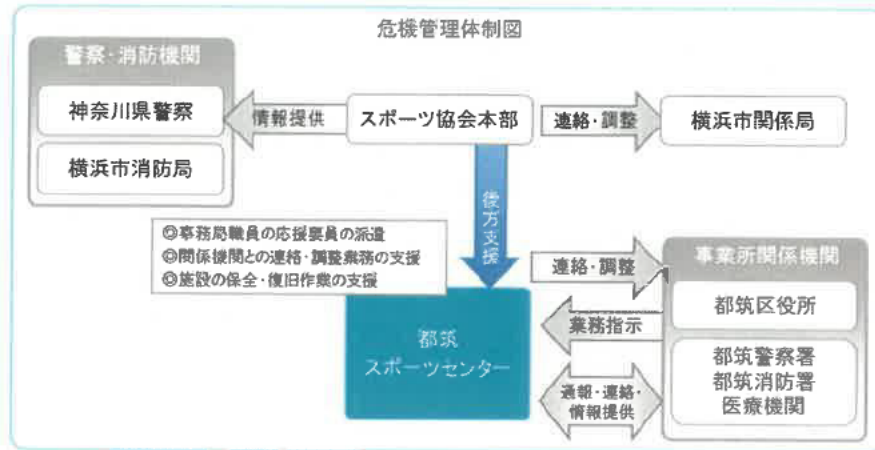 危機管理体制図
警察・消防機関
神奈川県警察
横浜市消防局
情報提供
スポーツ協会本部
連絡・調整
横浜市関係局
後方支援
◎事務局職員の応援要員の派遣
◎関係機関との連絡・調整業務の支援
◎施設の保全・復旧作業の支援
都筑
スポーツセンター
連絡・調整
業務指示
通報・連絡・
情報提供
事業所関係機関
都筑区役所
都筑警察署
都筑消防署
医療機関